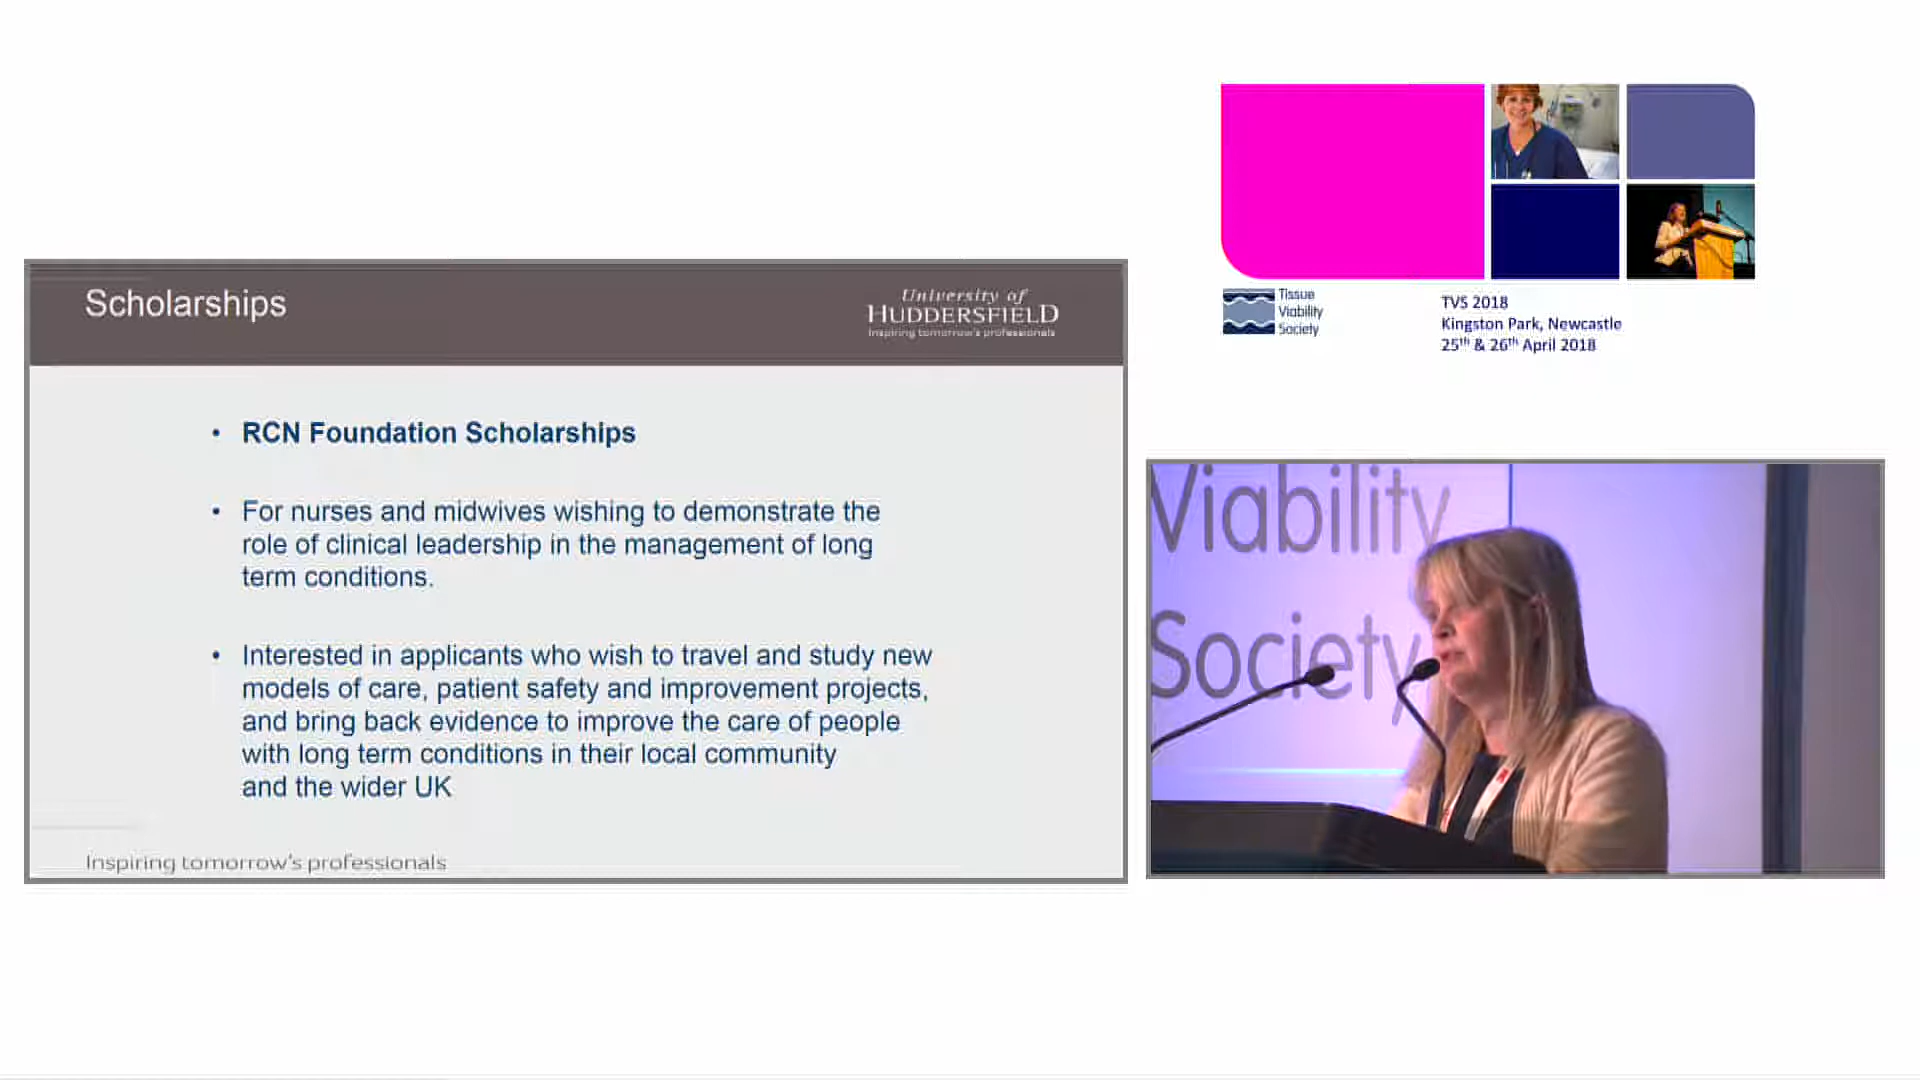 Scholarships
University of
HUDDERSFIELD
Inspiring tomorrow's professionals
• RCN Foundation Scholarships
• For nurses and midwives wishing to demonstrate the
role of clinical leadership in the management of long
term conditions.
• Interested in applicants who wish to travel and study new
models of care, patient safety and improvement projects,
and bring back evidence to improve the care of people
with long term conditions in their local community
and the wider UK
Inspiring tomorrow's professionals
Tissue
Viability
Society
TVS 2018
Kingston Park, Newcastle
25th & 26th April 2018
Viability
Society